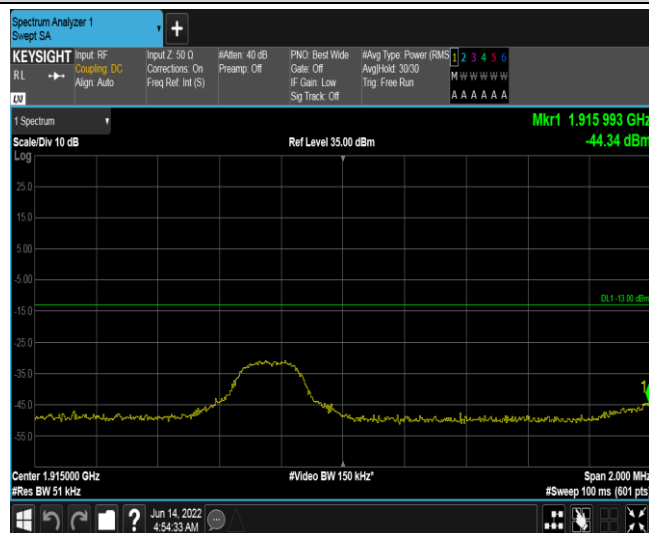 Spectrum Analyzer 1
Swept SA
+
KEYSIGHT
RL
Input: RF
Coupling: DC
Align: Auto
Input Z: 50 Ω
Corrections: On
Freq Ref: Int (S)
#Atten: 40 dB
Preamp: Off
PNO: Best Wide
Gate: Off
IF Gain: Low
Sig Track: Off
#Avg Type: Power (RMS
Avg|Hold: 30/30
Trig: Free Run
1 2 3 4 5 6
M W W W W W
A A A A A A
LXI
1 Spectrum
Mkr1 1.915 993 GHz
Scale/Div 10 dB
Ref Level 35.00 dBm
-44.34 dBm
Log
25.0
15.0
5.00
-5.00
DL1 -13.00 dBm
-15.0
-25.0
-35.0
1
-45.0
-55.0
Center 1.915000 GHz
#Video BW 150 kHz*
Span 2.000 MHz
#Res BW 51 kHz
#Sweep 100 ms (601 pts)
?
Jun 14, 2022
4:54:33 AM